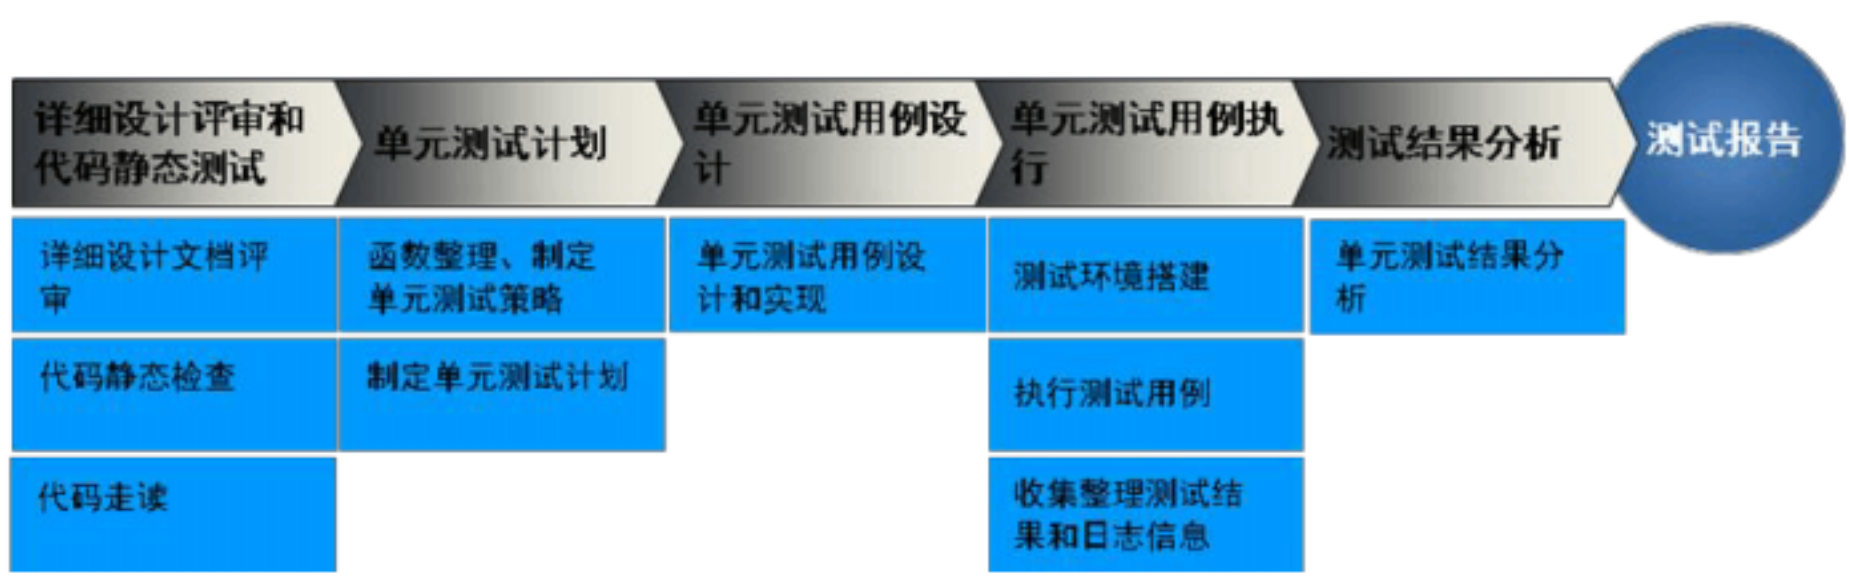 详细设计评审和
代码静态测试
单元测试计划
单元测试用例设
计
单元测试用例执
行
测试结果分析
测试报告
详细设计文档评
审
函数整理、制定
单元测试策略
单元测试用例设
计和实现
测试环境搭建
单元测试结果分
析
代码静态检查
制定单元测试计划
执行测试用例
代码走读
收集整理测试结
果和日志信息